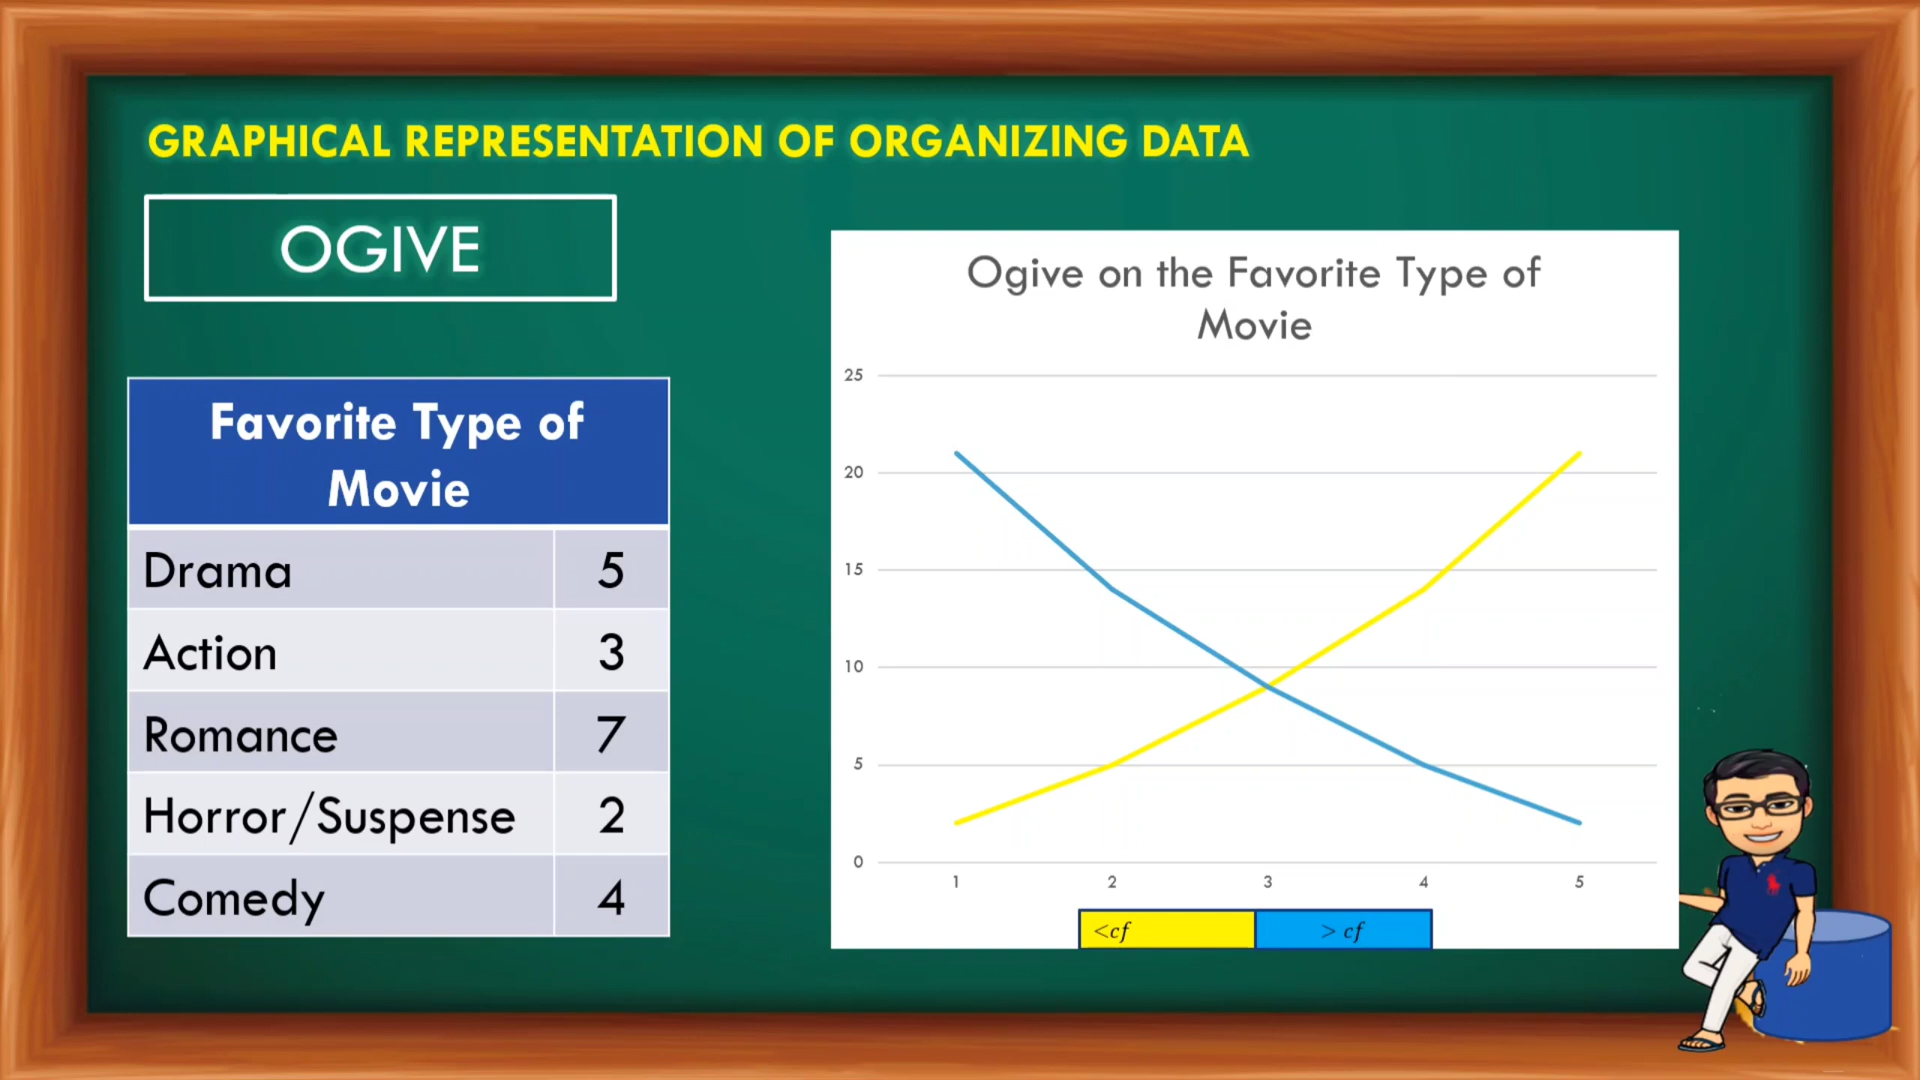 GRAPHICAL REPRESENTATION OF ORGANIZING DATA
OGIVE
Favorite Type of
Movie
Drama 5
Action 3
Romance 7
Horror/Suspense 2
Comedy 4
Ogive on the Favorite Type of
Movie
25
20
15
10
5
0
1 2 3 4 5
<cf > cf